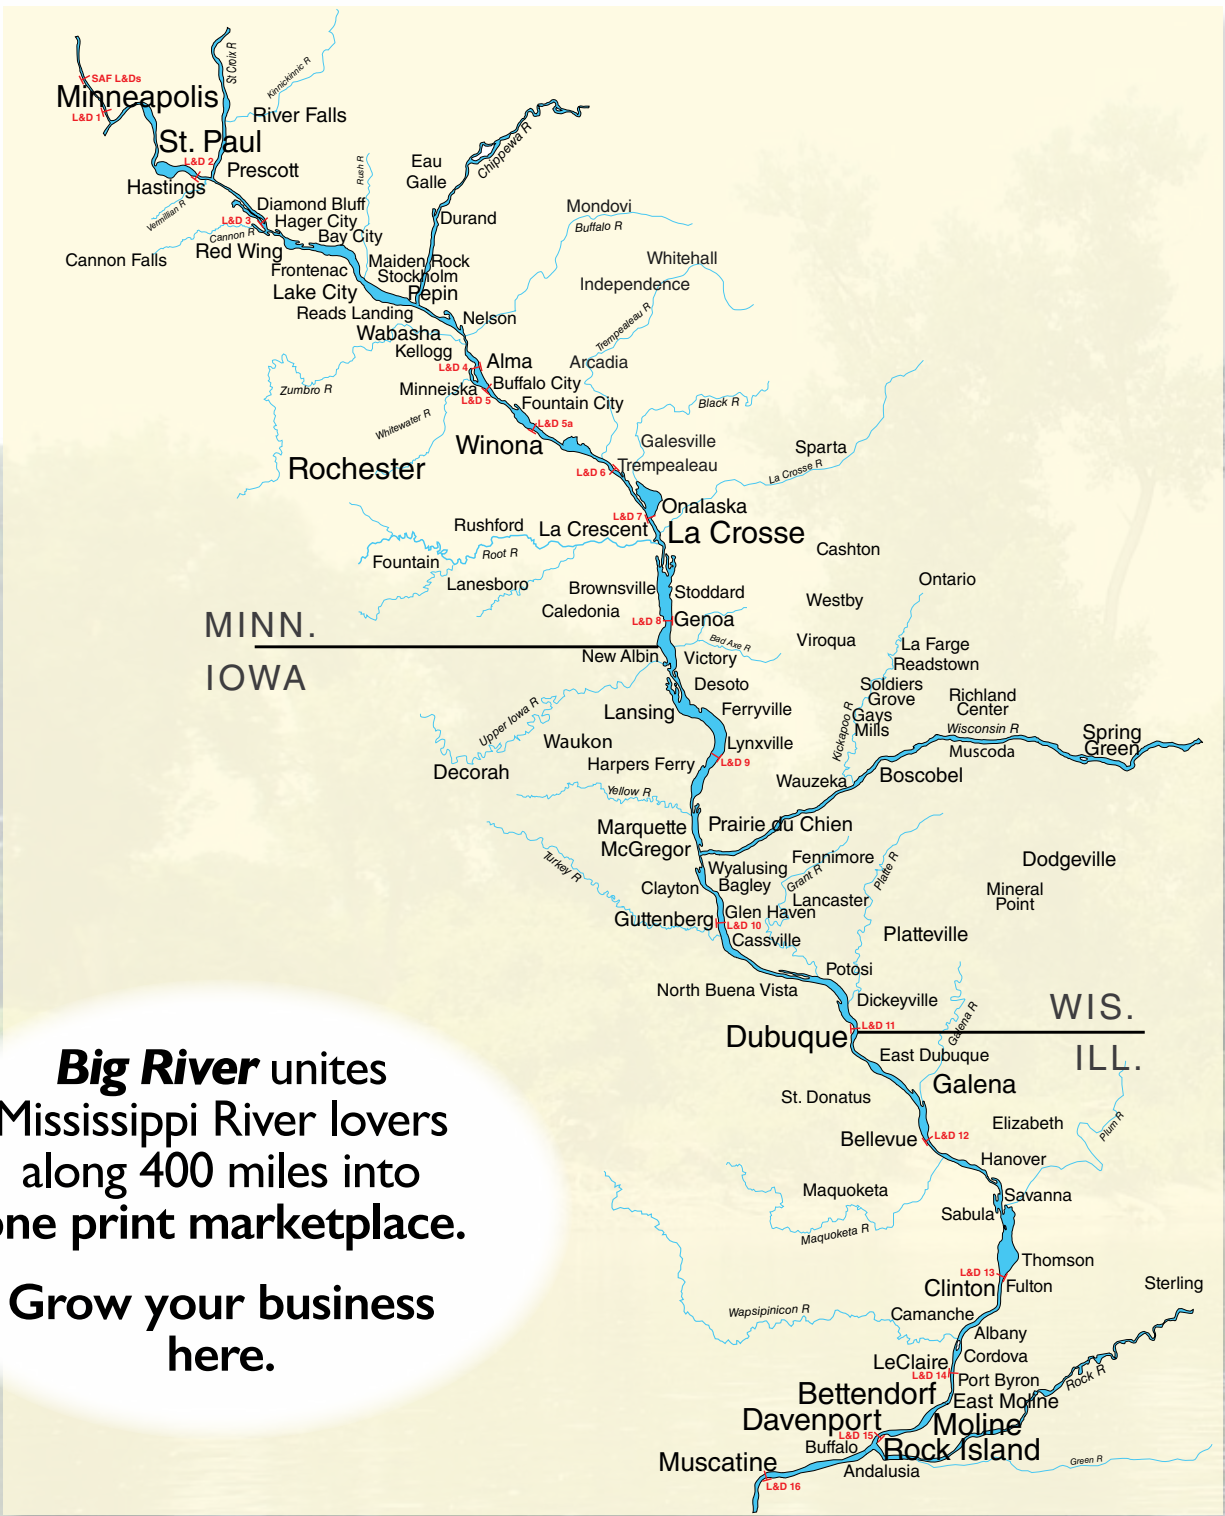 SAF L&Ds
Minneapolis
L&D 1
St Croix R
Kinnickinnic R
River Falls
St. Paul
L&D 2
Prescott
Hastings
Vermillian R
Rush R
Eau
Galle
Chippewa R
Diamond Bluff
L&D 3
Hager City
Cannon R
Bay City
Durand
Mondovi
Buffalo R
Cannon Falls
Red Wing
Frontenac
Maiden Rock
Stockholm
Whitehall
Independence
Lake City
Pepin
Reads Landing
Nelson
Wabasha
Trempealeau R
Kellogg
Alma
L&D 4
Arcadia
Zumbro R
Minneiska
Buffalo City
L&D 5
Fountain City
Black R
Whitewater R
L&D 5a
Winona
Galesville
Sparta
Rochester
L&D 6
Trempealeau
La Crosse R
Onalaska
L&D 7
Rushford
La Crescent
La Crosse
Fountain
Root R
Cashton
Lanesboro
Brownsville
Stoddard
Ontario
Caledonia
L&D 8
Genoa
Westby
MINN.
Bad Axe R
Viroqua
La Farge
IOWA
New Albin
Victory
Readstown
Desoto
Soldiers
Grove
Richland
Center
Upper Iowa R
Lansing
Ferryville
Kickapoo R
Gays
Mills
Wisconsin R
Spring
Green
Waukon
Lynxville
Muscoda
Decorah
Harpers Ferry
L&D 9
Wauzeka
Boscobel
Yellow R
Marquette
Prairie du Chien
McGregor
Turkey R
Wyalusing
Fennimore
Platte R
Dodgeville
Clayton
Bagley
Grant R
Mineral
Point
Lancaster
Guttenberg
Glen Haven
L&D 10
Cassville
Platteville
Potosi
North Buena Vista
Dickeyville
Galena R
WIS.
Dubuque
L&D 11
East Dubuque
ILL.
Galena
St. Donatus
Elizabeth
Plum R
Bellevue
L&D 12
Hanover
Maquoketa
Savanna
Sabula
Maquoketa R
Thomson
L&D 13
Clinton
Fulton
Sterling
Wapsipinicon R
Camanche
Albany
LeClaire
Cordova
L&D 14
Port Byron
Rock R
Bettendorf
East Moline
Davenport
Moline
L&D 15
Buffalo
Rock Island
Muscatine
Andalusia
Green R
L&D 16
Big River unites
Mississippi River lovers
along 400 miles into
one print marketplace.
Grow your business
here.